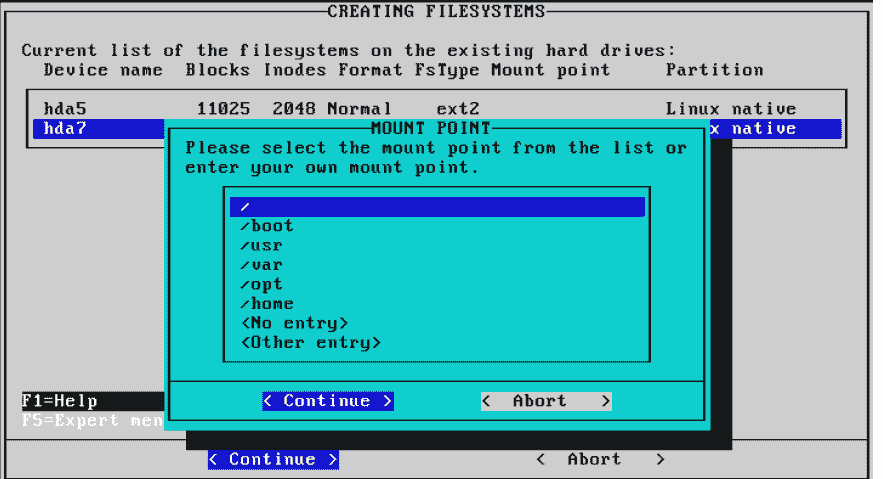 CREATING FILESYSTEMS
Current list of the filesystems on the existing hard drives:
Device name Blocks Inodes Format FsType Mount point Partition
hda5 11025 2048 Normal ext2 Linux native
hda7 x native
MOUNT POINT
Please select the mount point from the list or
enter your own mount point.
/
/boot
/usr
/var
/opt
/home
<No entry>
<Other entry>
< Continue > < Abort >
F1=Help
F5=Expert men
< Continue > < Abort >